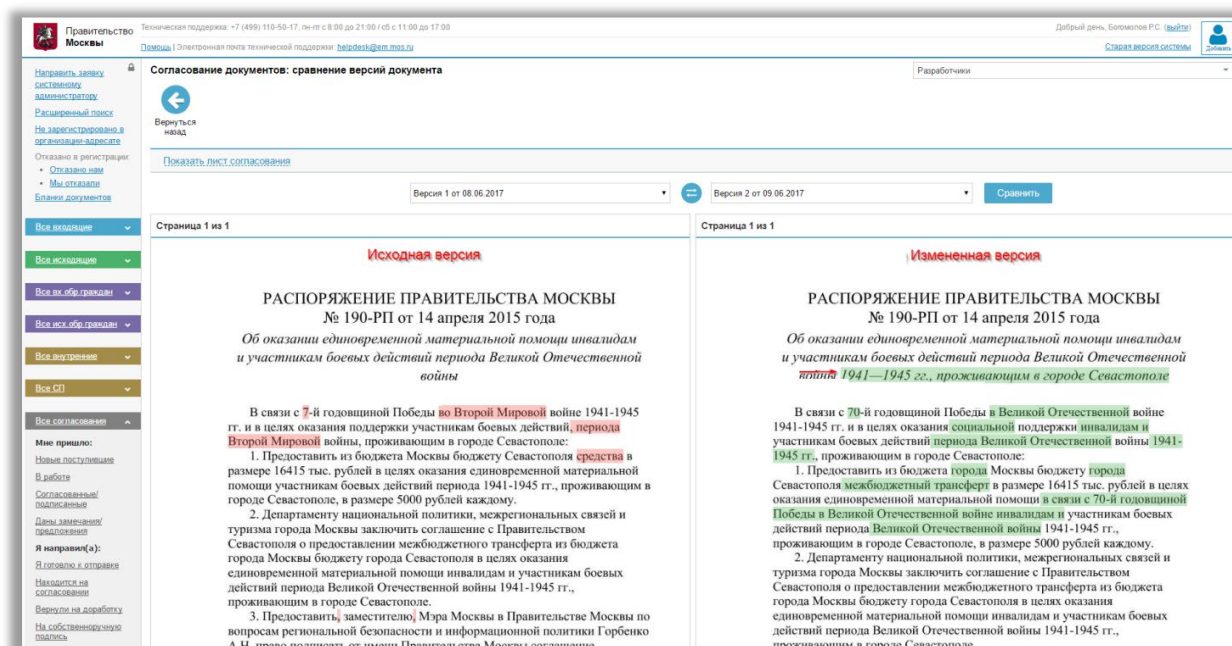 Правительство
Москвы
Техническая поддержка: +7 (499) 110-50-17, пн-пт с 8:00 до 21:00 / сб с 11:00 до 17:00
Добрый день, Богомолов Р.С. (выйти)
Помощь | Электронная почта технической поддержки: helpdesk@em.mos.ru
Старая версия системы
Добавить
Направить заявку
системному
администратору
Расширенный поиск
Не зарегистрировано в
организации-адресате
Отказано в регистрации:
• Отказано нам
• Мы отказали
Бланки документов
Все входящие
Все исходящие
Все вх.обр.граждан
Все исх.обр.граждан
Все внутренние
Все СП
Все согласования
Мне пришло:
Новые поступившие
В работе
Согласованные/
подписанные
Даны замечания/
предложения
Я направил(а):
Я готовлю к отправке
Находится на
согласовании
Вернули на доработку
На собственноручную
подпись
Согласование документов: сравнение версий документа
Разработчики
Вернуться
назад
Показать лист согласования
Версия 1 от 08.06.2017
Версия 2 от 09.06.2017
Сравнить
Страница 1 из 1
Исходная версия
РАСПОРЯЖЕНИЕ ПРАВИТЕЛЬСТВА МОСКВЫ
№ 190-РП от 14 апреля 2015 года
Об оказании единовременной материальной помощи инвалидам
и участникам боевых действий периода Великой Отечественной
войны
В связи с 7-й годовщиной Победы во Второй Мировой войне 1941-1945
гг. и в целях оказания поддержки участникам боевых действий, периода
Второй Мировой войны, проживающим в городе Севастополе:
1. Предоставить из бюджета Москвы бюджету Севастополя средства в
размере 16415 тыс. рублей в целях оказания единовременной материальной
помощи участникам боевых действий периода 1941-1945 гг., проживающим в
городе Севастополе, в размере 5000 рублей каждому.
2. Департаменту национальной политики, межрегиональных связей и
туризма города Москвы заключить соглашение с Правительством
Севастополя о предоставлении межбюджетного трансферта из бюджета
города Москвы бюджету города Севастополя в целях оказания
единовременной материальной помощи инвалидам и участникам боевых
действий периода Великой Отечественной войны 1941-1945 гг.,
проживающим в городе Севастополе.
3. Предоставить, заместителю, Мэра Москвы в Правительстве Москвы по
вопросам региональной безопасности и информационной политики Горбенко
А.Н. право подписать от имени Правительства Москвы соглашение
Страница 1 из 1
Измененная версия
РАСПОРЯЖЕНИЕ ПРАВИТЕЛЬСТВА МОСКВЫ
№ 190-РП от 14 апреля 2015 года
Об оказании единовременной материальной помощи инвалидам
и участникам боевых действий периода Великой Отечественной
войны 1941—1945 гг., проживающим в городе Севастополе
В связи с 70-й годовщиной Победы в Великой Отечественной войне
1941-1945 гг. и в целях оказания социальной поддержки инвалидам и
участникам боевых действий периода Великой Отечественной войны 1941-
1945 гг., проживающим в городе Севастополе:
1. Предоставить из бюджета города Москвы бюджету города
Севастополя межбюджетный трансферт в размере 16415 тыс. рублей в целях
оказания единовременной материальной помощи в связи с 70-й годовщиной
Победы в Великой Отечественной войне инвалидам и участникам боевых
действий периода Великой Отечественной войны 1941-1945 гг.,
проживающим в городе Севастополе, в размере 5000 рублей каждому.
2. Департаменту национальной политики, межрегиональных связей и
туризма города Москвы заключить соглашение с Правительством
Севастополя о предоставлении межбюджетного трансферта из бюджета
города Москвы бюджету города Севастополя в целях оказания
единовременной материальной помощи инвалидам и участникам боевых
действий периода Великой Отечественной войны 1941-1945 гг.,
проживающим в городе Севастополе.